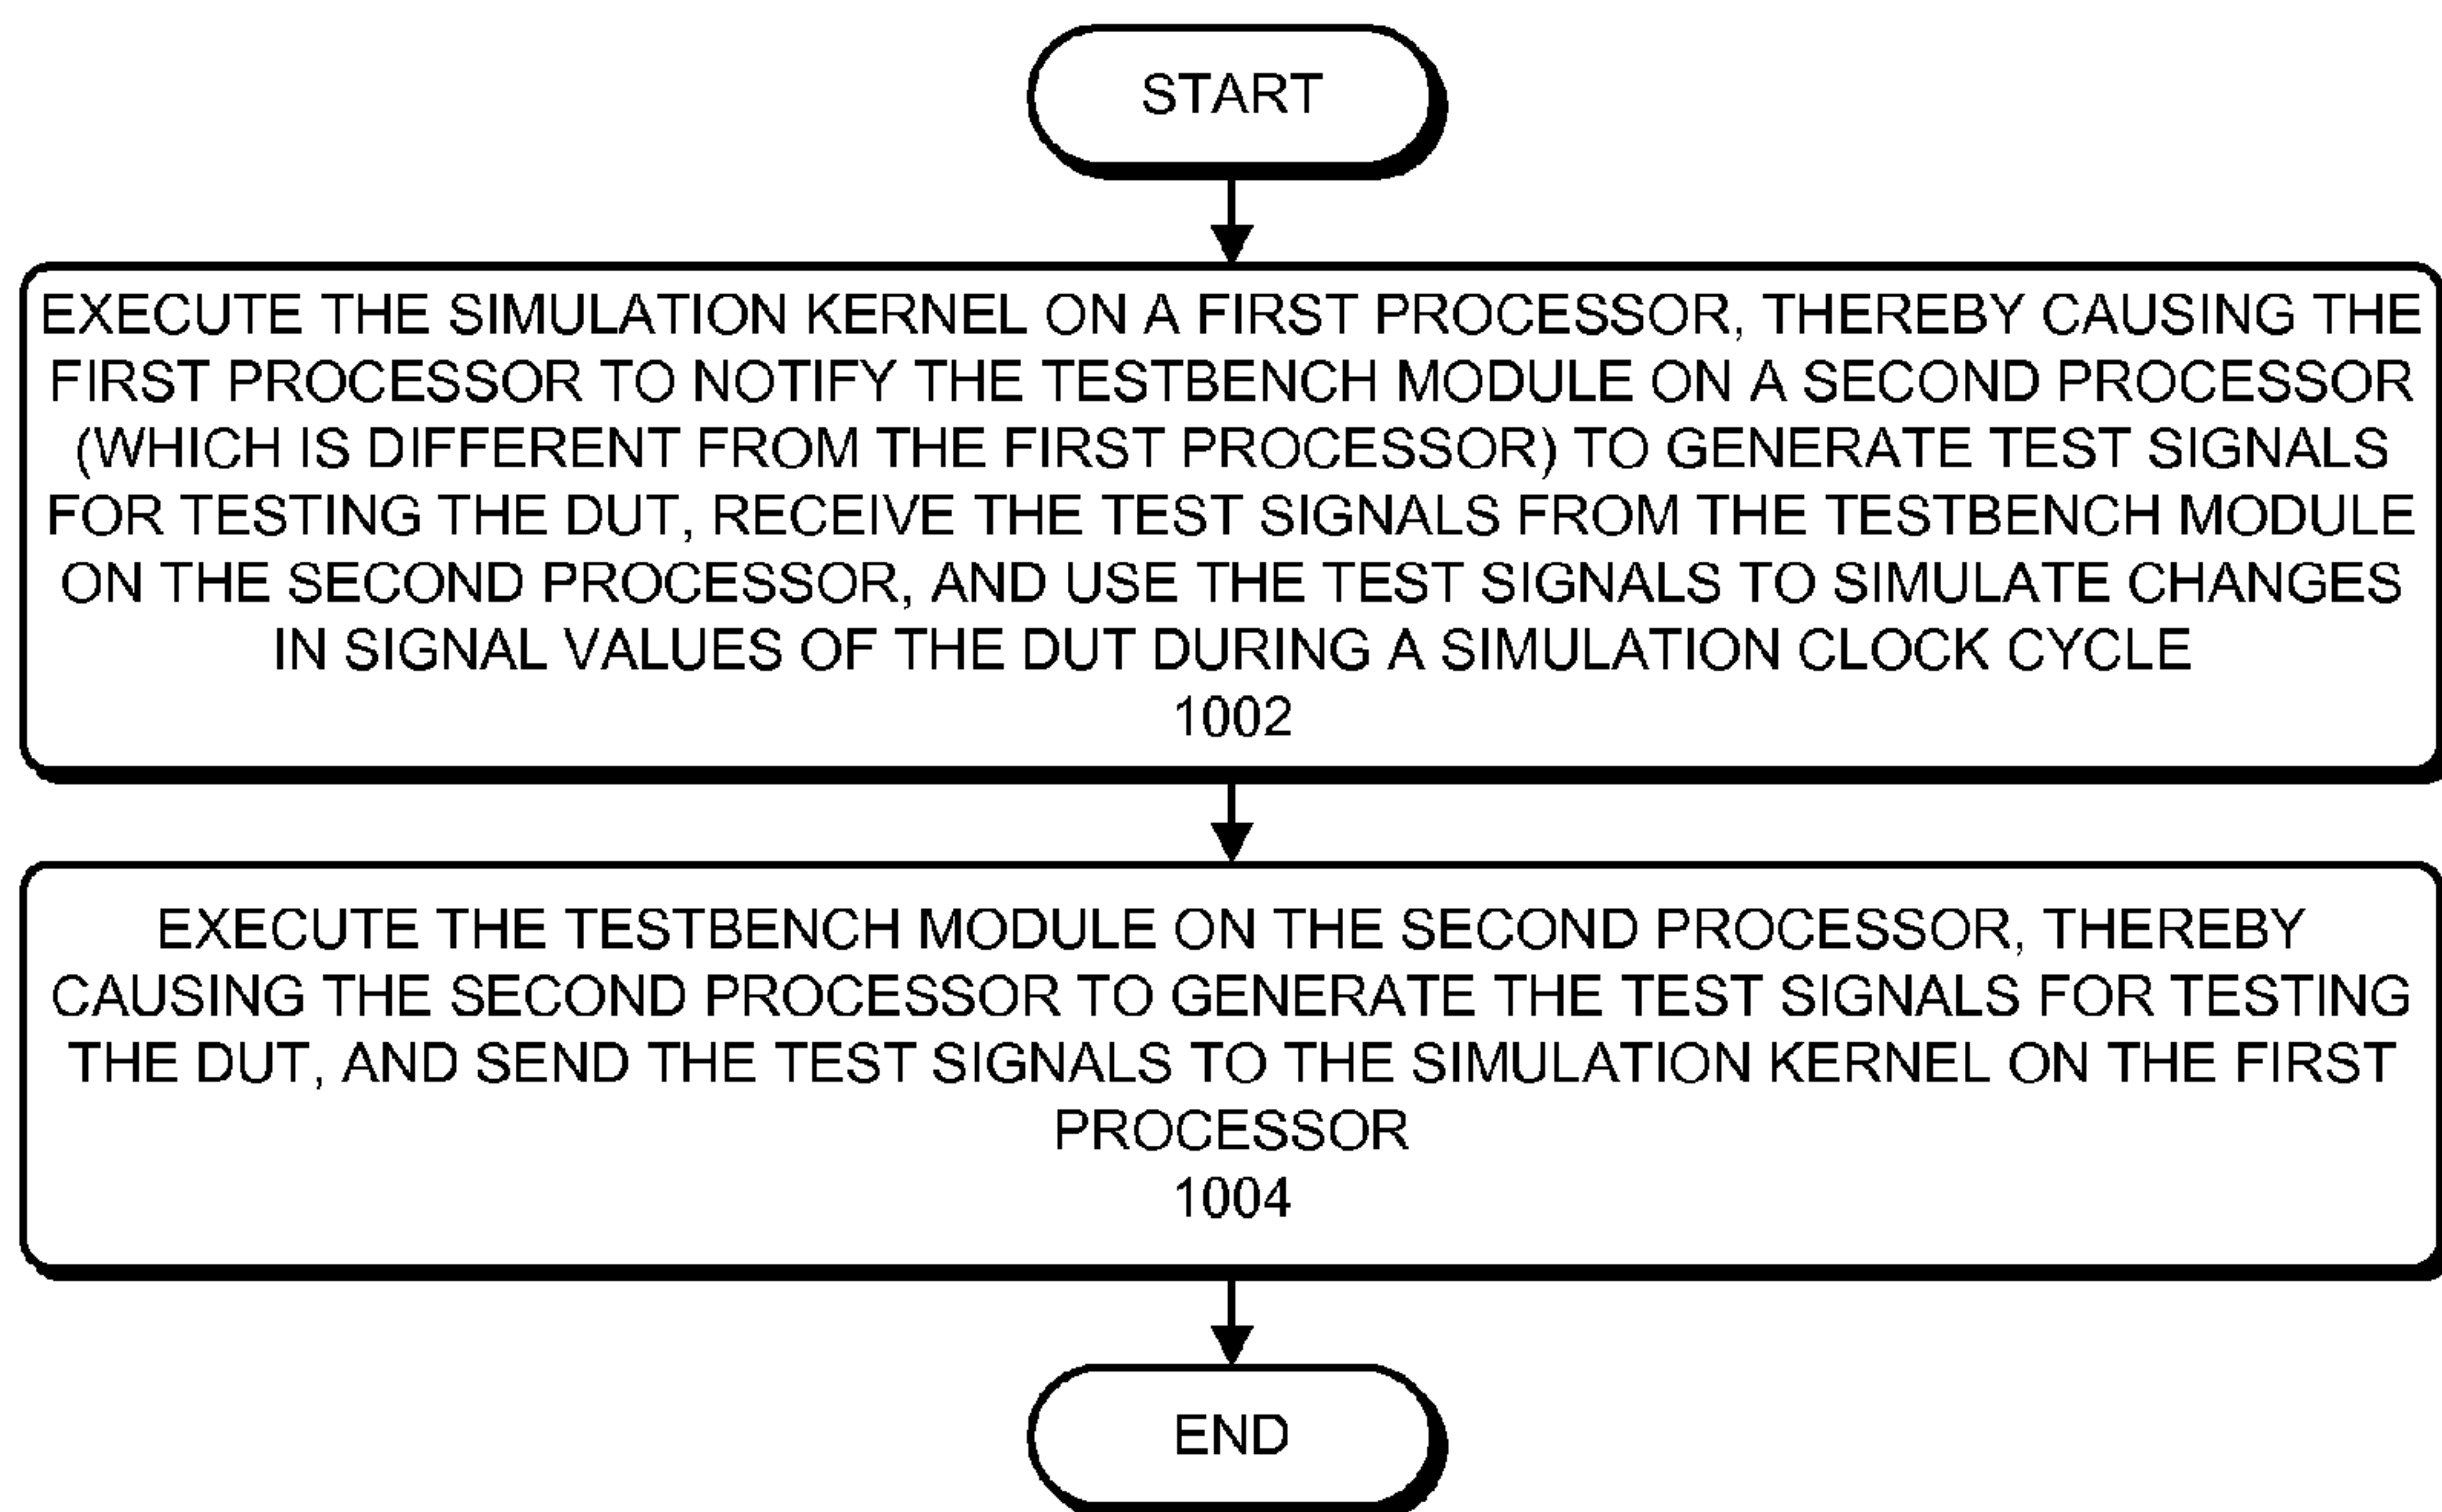 START
EXECUTE THE SIMULATION KERNEL ON A FIRST PROCESSOR, THEREBY CAUSING THE
FIRST PROCESSOR TO NOTIFY THE TESTBENCH MODULE ON A SECOND PROCESSOR
(WHICH IS DIFFERENT FROM THE FIRST PROCESSOR) TO GENERATE TEST SIGNALS
FOR TESTING THE DUT, RECEIVE THE TEST SIGNALS FROM THE TESTBENCH MODULE
ON THE SECOND PROCESSOR, AND USE THE TEST SIGNALS TO SIMULATE CHANGES
IN SIGNAL VALUES OF THE DUT DURING A SIMULATION CLOCK CYCLE
1002
EXECUTE THE TESTBENCH MODULE ON THE SECOND PROCESSOR, THEREBY
CAUSING THE SECOND PROCESSOR TO GENERATE THE TEST SIGNALS FOR TESTING
THE DUT, AND SEND THE TEST SIGNALS TO THE SIMULATION KERNEL ON THE FIRST
PROCESSOR
1004
END